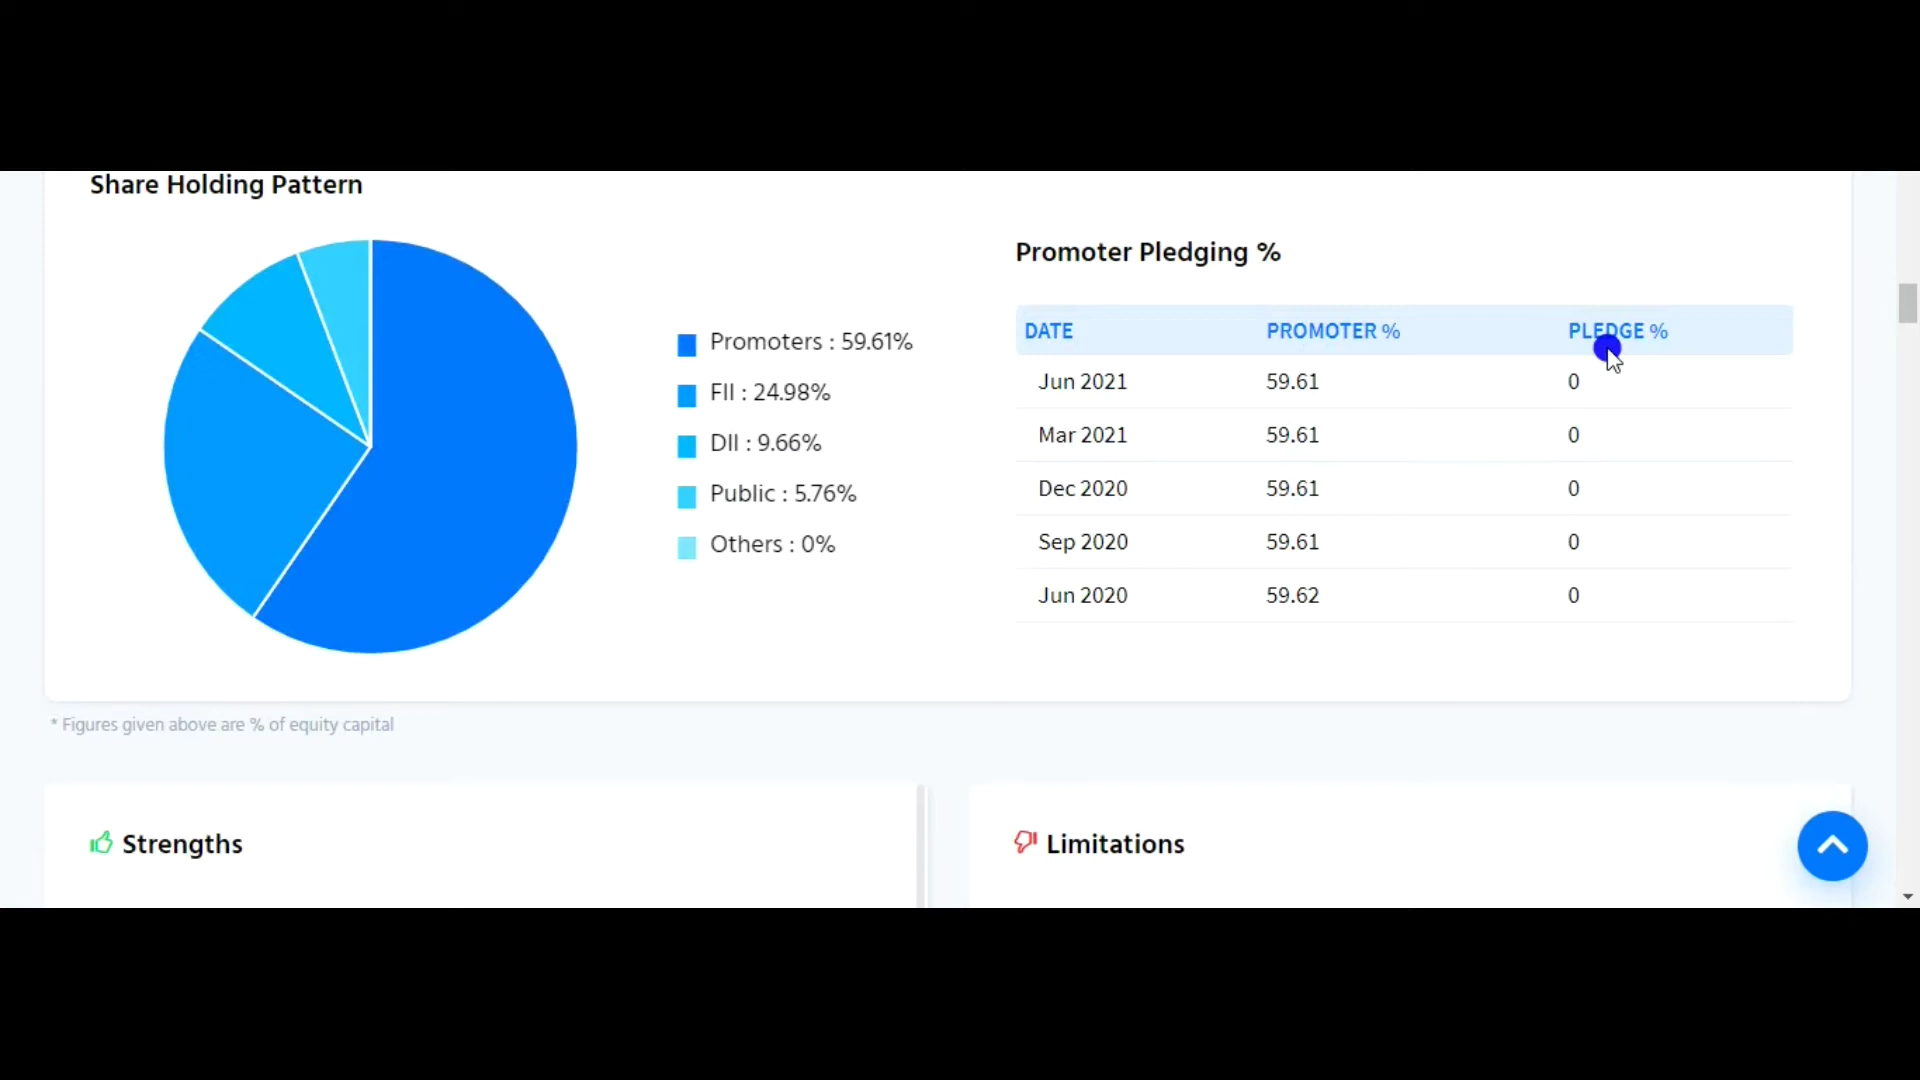 Share Holding Pattern
Promoters : 59.61%
FII : 24.98%
DII : 9.66%
Public : 5.76%
Others : 0%
Promoter Pledging %
DATE PROMOTER % PLEDGE %
Jun 2021 59.61 0
Mar 2021 59.61 0
Dec 2020 59.61 0
Sep 2020 59.61 0
Jun 2020 59.62 0
* Figures given above are % of equity capital
Strengths
Limitations